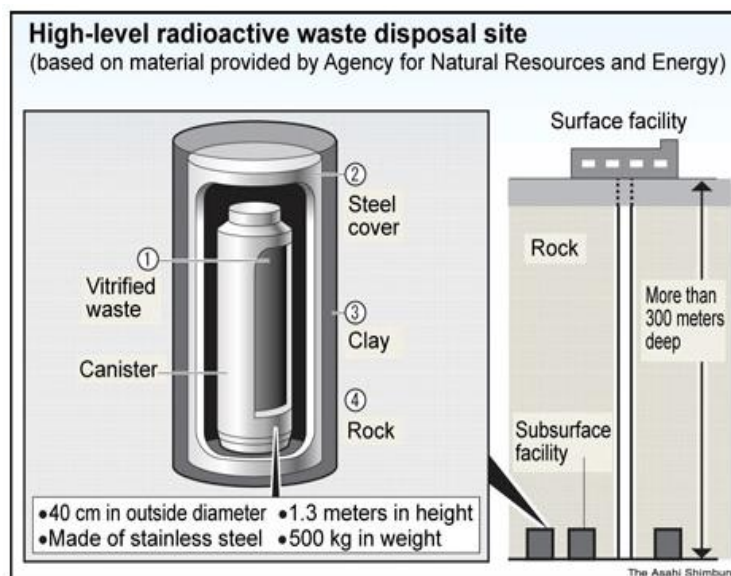 High-level radioactive waste disposal site
(based on material provided by Agency for Natural Resources and Energy)
①
Vitrified
waste
Canister
②
Steel
cover
③
Clay
④
Rock
•40 cm in outside diameter •1.3 meters in height
•Made of stainless steel •500 kg in weight
Surface facility
Rock
More than
300 meters
deep
Subsurface
facility
The Asahi Shimbun